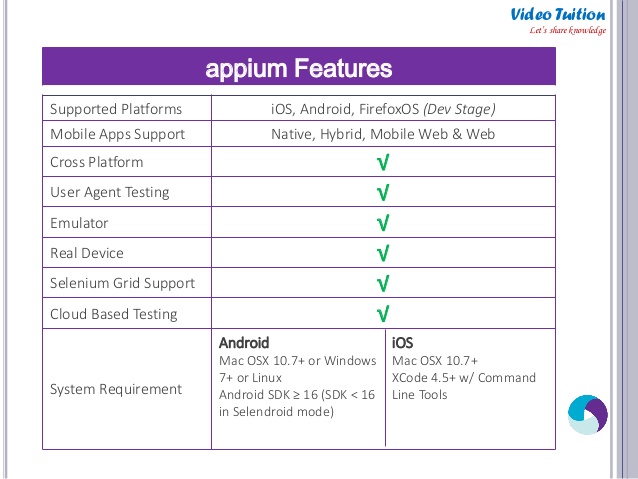 Video Tuition
Let's share knowledge
appium Features
Supported Platforms iOS, Android, FirefoxOS (Dev Stage)
Mobile Apps Support Native, Hybrid, Mobile Web & Web
Cross Platform √
User Agent Testing √
Emulator √
Real Device √
Selenium Grid Support √
Cloud Based Testing √
System Requirement
Android
Mac OSX 10.7+ or Windows
7+ or Linux
Android SDK ≥ 16 (SDK < 16
in Selendroid mode)
iOS
Mac OSX 10.7+
XCode 4.5+ w/ Command
Line Tools